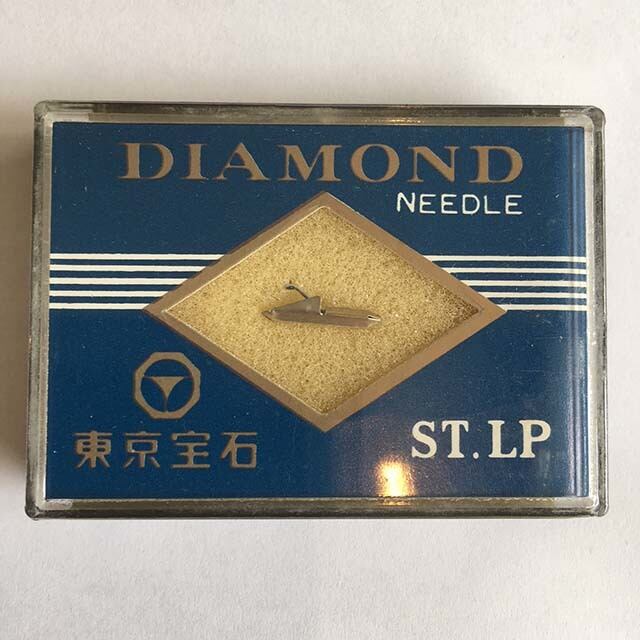 DIAMOND
NEEDLE
東京宝石
ST.LP